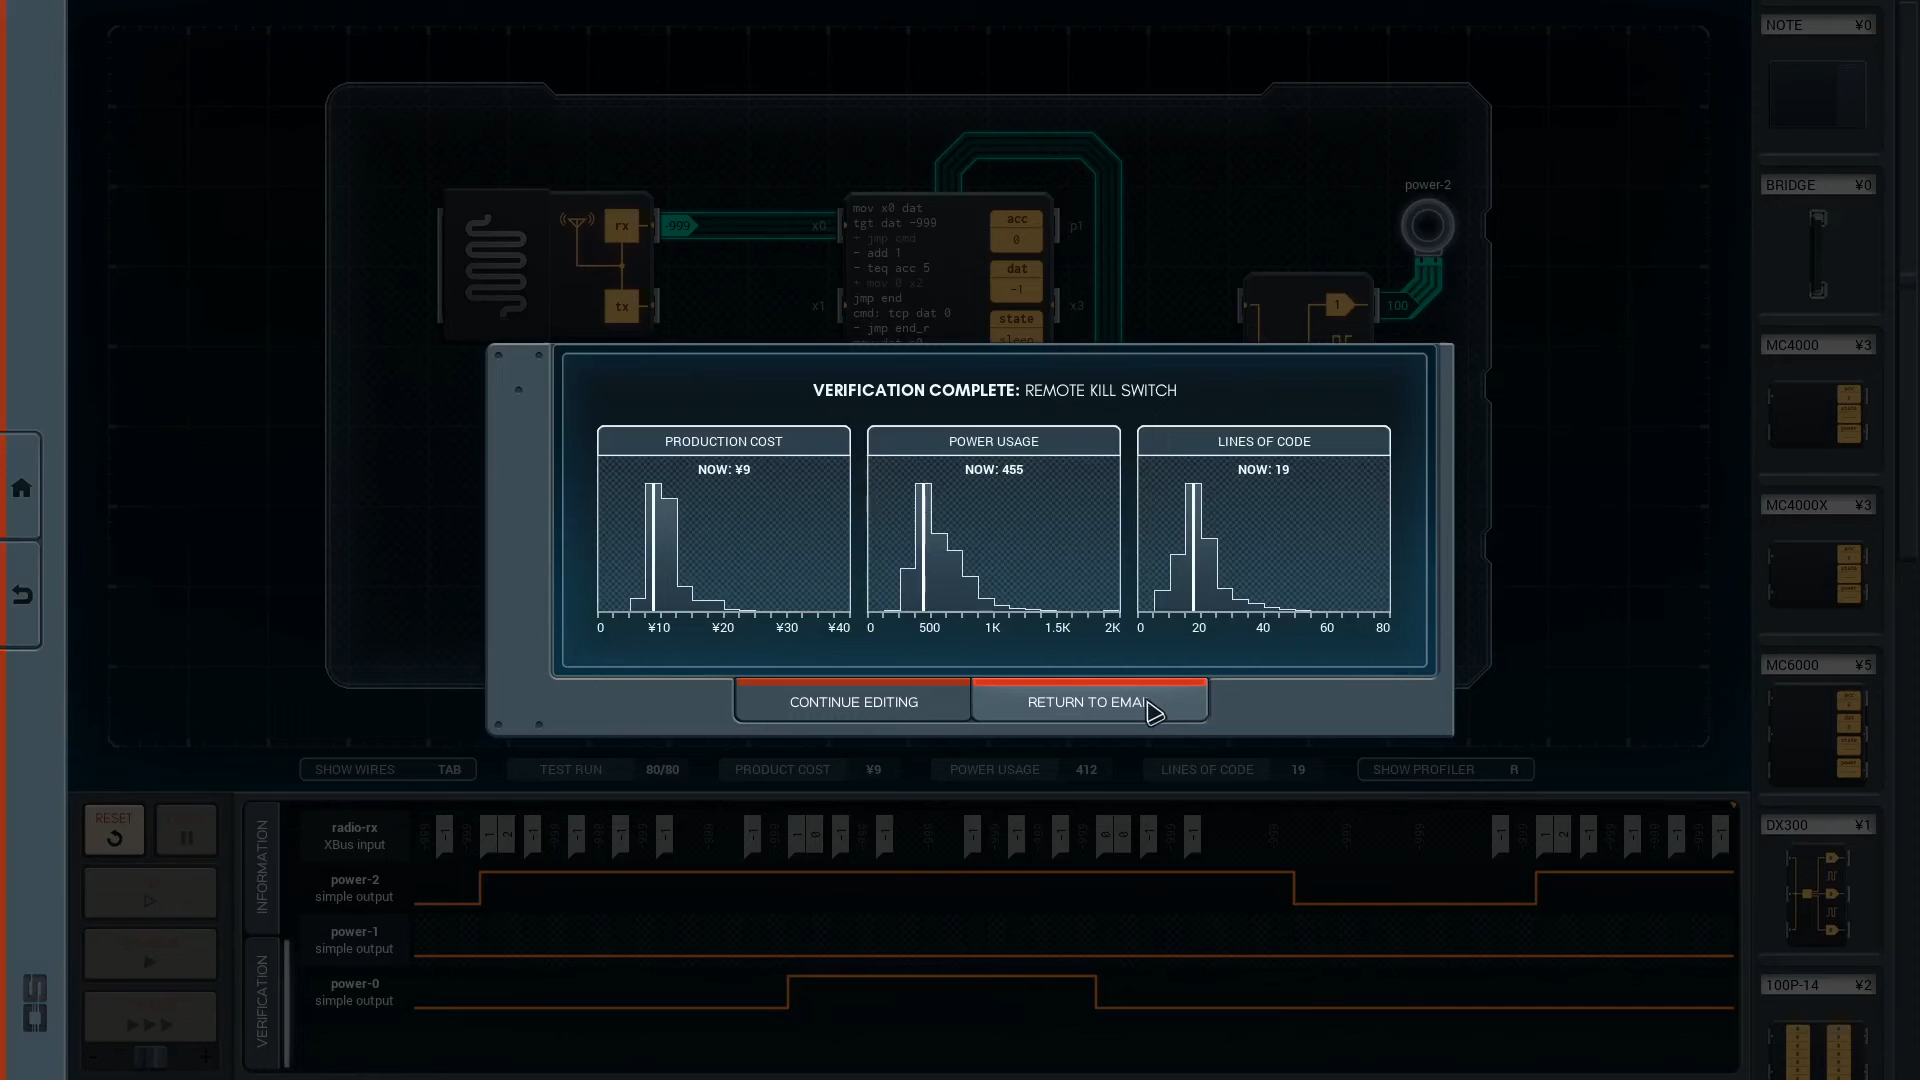 NOTE ¥0
BRIDGE ¥0
MC4000 ¥3
MC4000X ¥3
MC6000 ¥5
DX300 ¥1
100P-14 ¥2
power-2
rx
tx
-999
x0
x1
mov x0 dat
tgt dat -999
+ jmp cmd
- add 1
- teq acc 5
+ mov 0 x2
jmp end
cmd: tcp dat 0
- jmp end_r
acc
0
dat
-1
state
sleep
p1
x3
1
100
VERIFICATION COMPLETE: REMOTE KILL SWITCH
PRODUCTION COST
NOW: ¥9
0 ¥10 ¥20 ¥30 ¥40
POWER USAGE
NOW: 455
0 500 1K 1.5K 2K
LINES OF CODE
NOW: 19
0 20 40 60 80
CONTINUE EDITING
RETURN TO EMAI
SHOW WIRES TAB
TEST RUN 80/80
PRODUCT COST ¥9
POWER USAGE 412
LINES OF CODE 19
SHOW PROFILER R
RESET
INFORMATION
VERIFICATION
radio-rx
XBus input
power-2
simple output
power-1
simple output
power-0
simple output